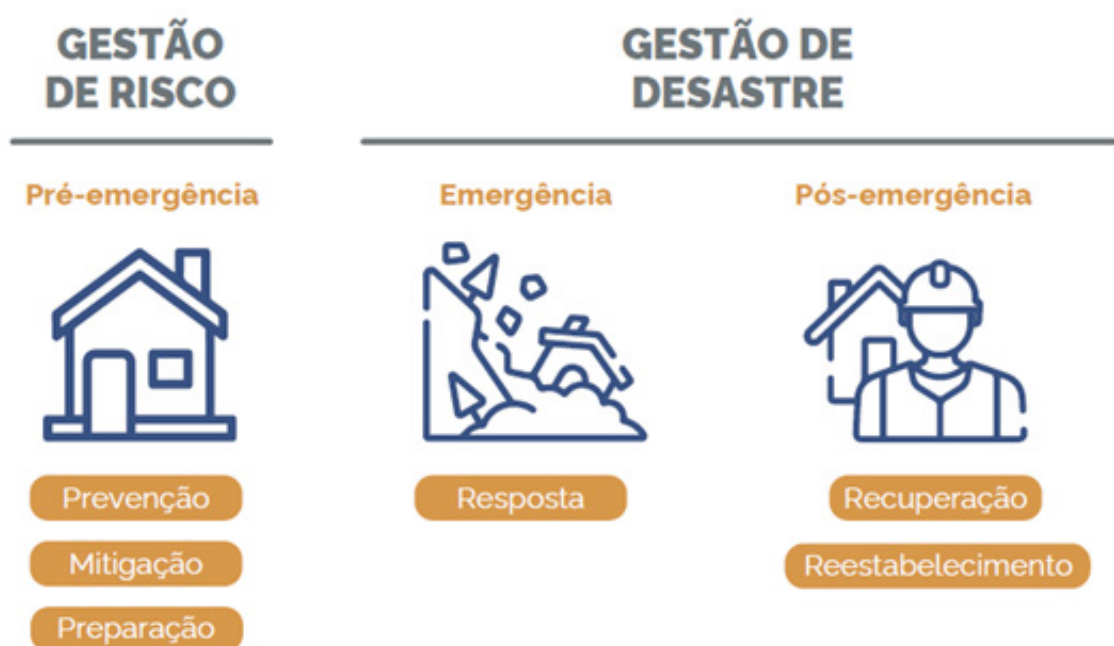 GESTÃO
DE RISCO
GESTÃO DE
DESASTRE
Pré-emergência
Emergência
Pós-emergência
Prevenção
Mitigação
Preparação
Resposta
Recuperação
Reestabelecimento